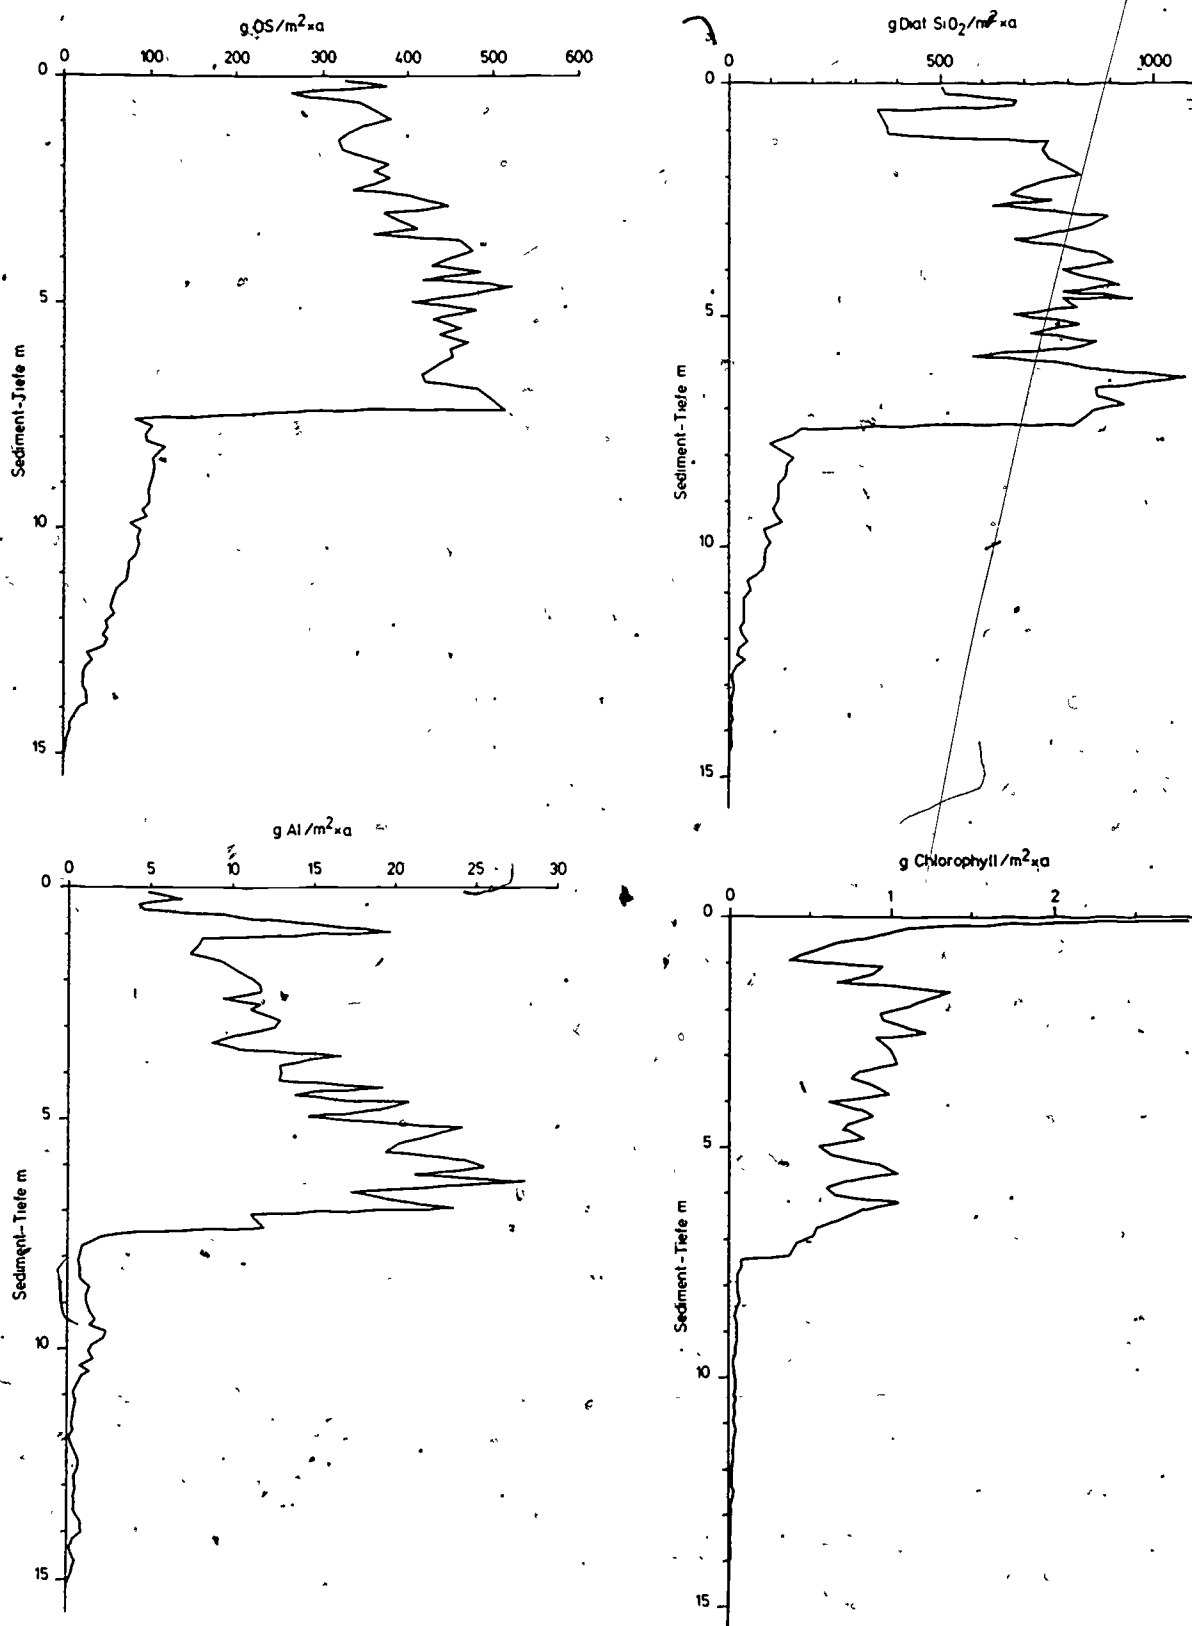 g OS/m²×a
0 100 200 300 400 500 600
0
5
10
15
Sediment-Tiefe m
g Diat SiO₂/m²×a
0 500 1000
0
5
10
15
Sediment-Tiefe m
g Al/m²×a
0 5 10 15 20 25 30
0
5
10
15
Sediment-Tiefe m
g Chlorophyll/m²×a
0 1 2
0
5
10
15
Sediment-Tiefe m